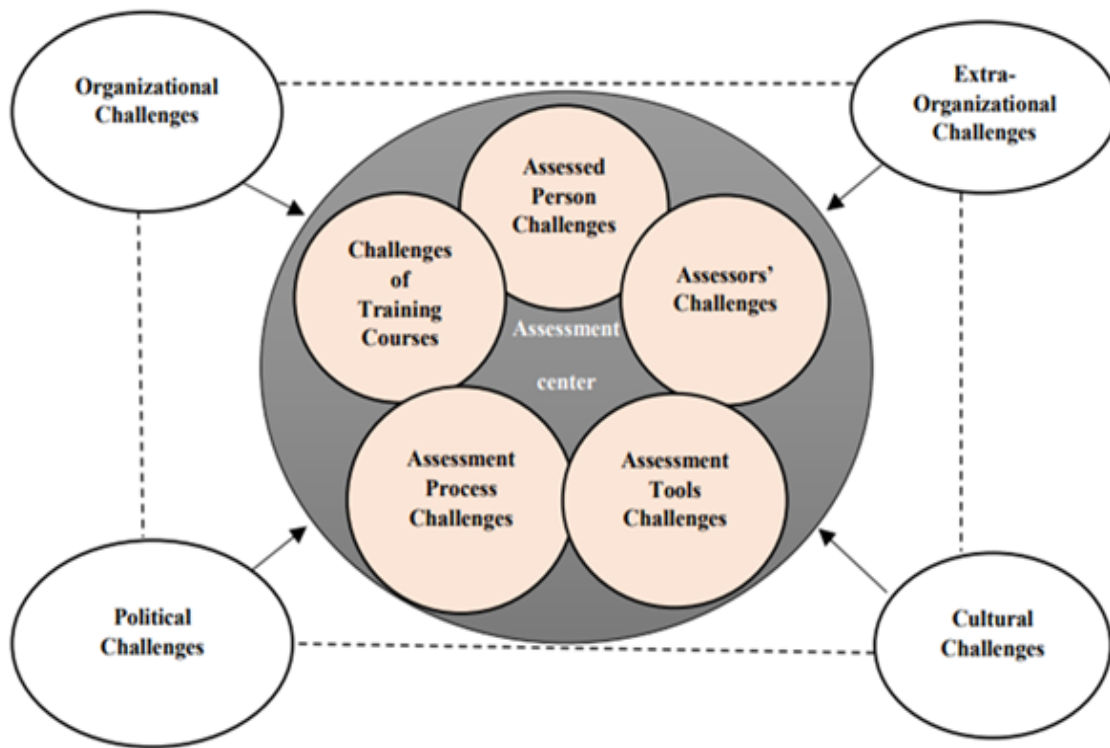 Organizational
Challenges
Extra-
Organizational
Challenges
Assessed
Person
Challenges
Challenges
of
Training
Courses
Assessors’
Challenges
Assessment
center
Assessment
Process
Challenges
Assessment
Tools
Challenges
Political
Challenges
Cultural
Challenges